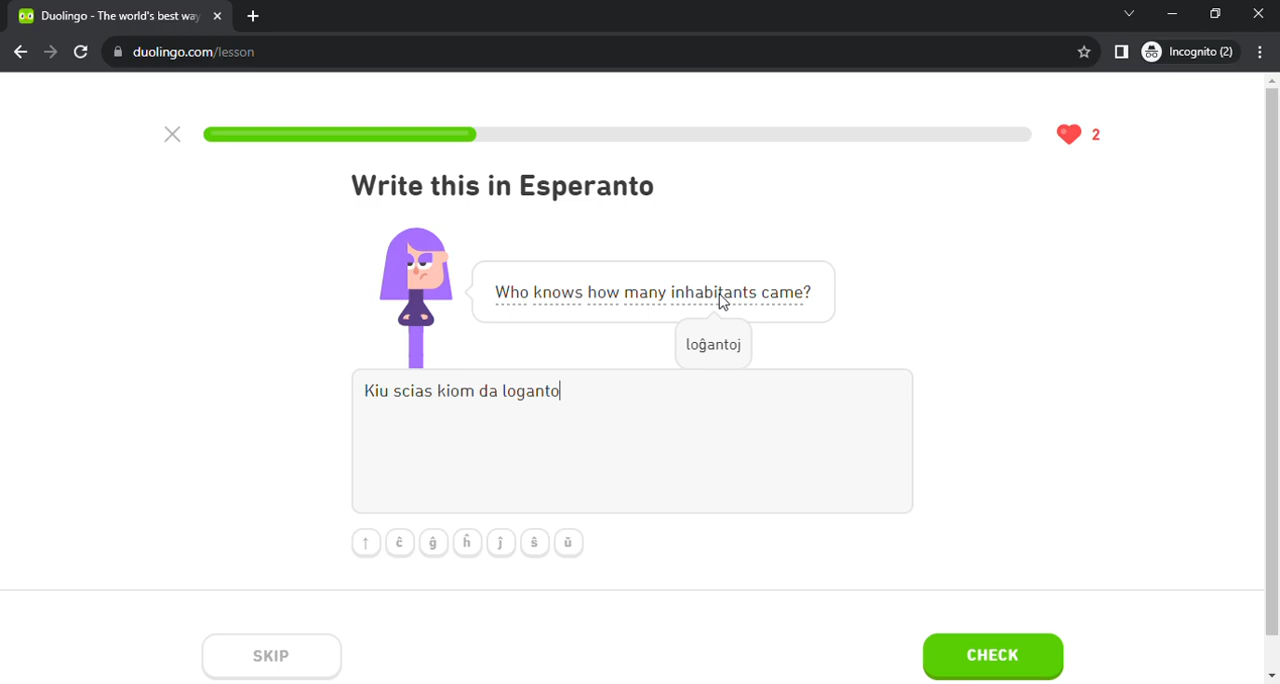 Duolingo - The world's best way
duolingo.com/lesson
Incognito (2)
2
Write this in Esperanto
Who knows how many inhabitants came?
loĝantoj
Kiu scias kiom da loganto
↑ ĉ ĝ ĥ ĵ ŝ ŭ
SKIP
CHECK